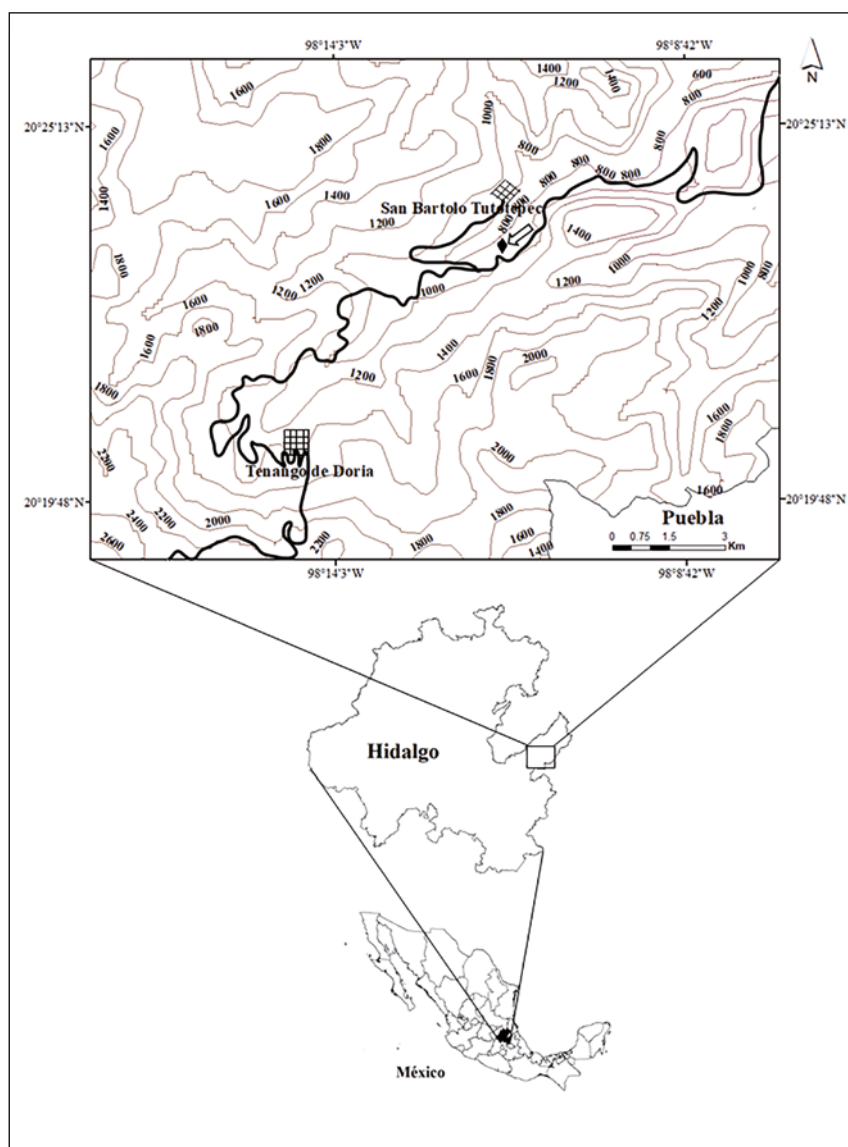 98°14'3"W 98°8'42"W
N
1400 600
1600 1400 800
1200
1000
20°25'13"N 1600 800 800 20°25'13"N
1800 800
800 800 800 800
1400 1400
San Bartolo Tutotepec
800
1200 1400
1800 1000 1000 800
1200 1200 1000 1200 1200
1600
1800
1600 1400 2000
1200 1600 1800
1800 1600
1800
2200 Tenango de Doria 2000
1600
20°19'48"N 20°19'48"N
2400 2200 2000 1800 Puebla
2600 2200 1800 1600
1400
0 0.75 1.5 3
Km
98°14'3"W 98°8'42"W
Hidalgo
México